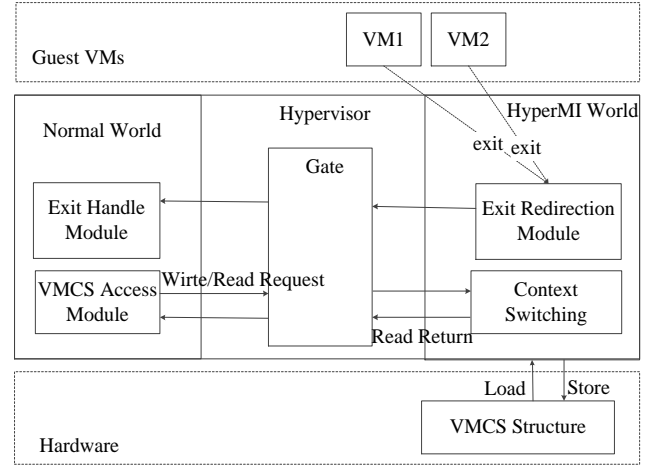 VM1
VM2
Guest VMs
Normal World
Hypervisor
HyperMI World
exit
exit
Gate
Exit Handle
Module
Exit Redirection
Module
VMCS Access
Module
Wirte/Read Request
Context
Switching
Read Return
Load
Store
VMCS Structure
Hardware